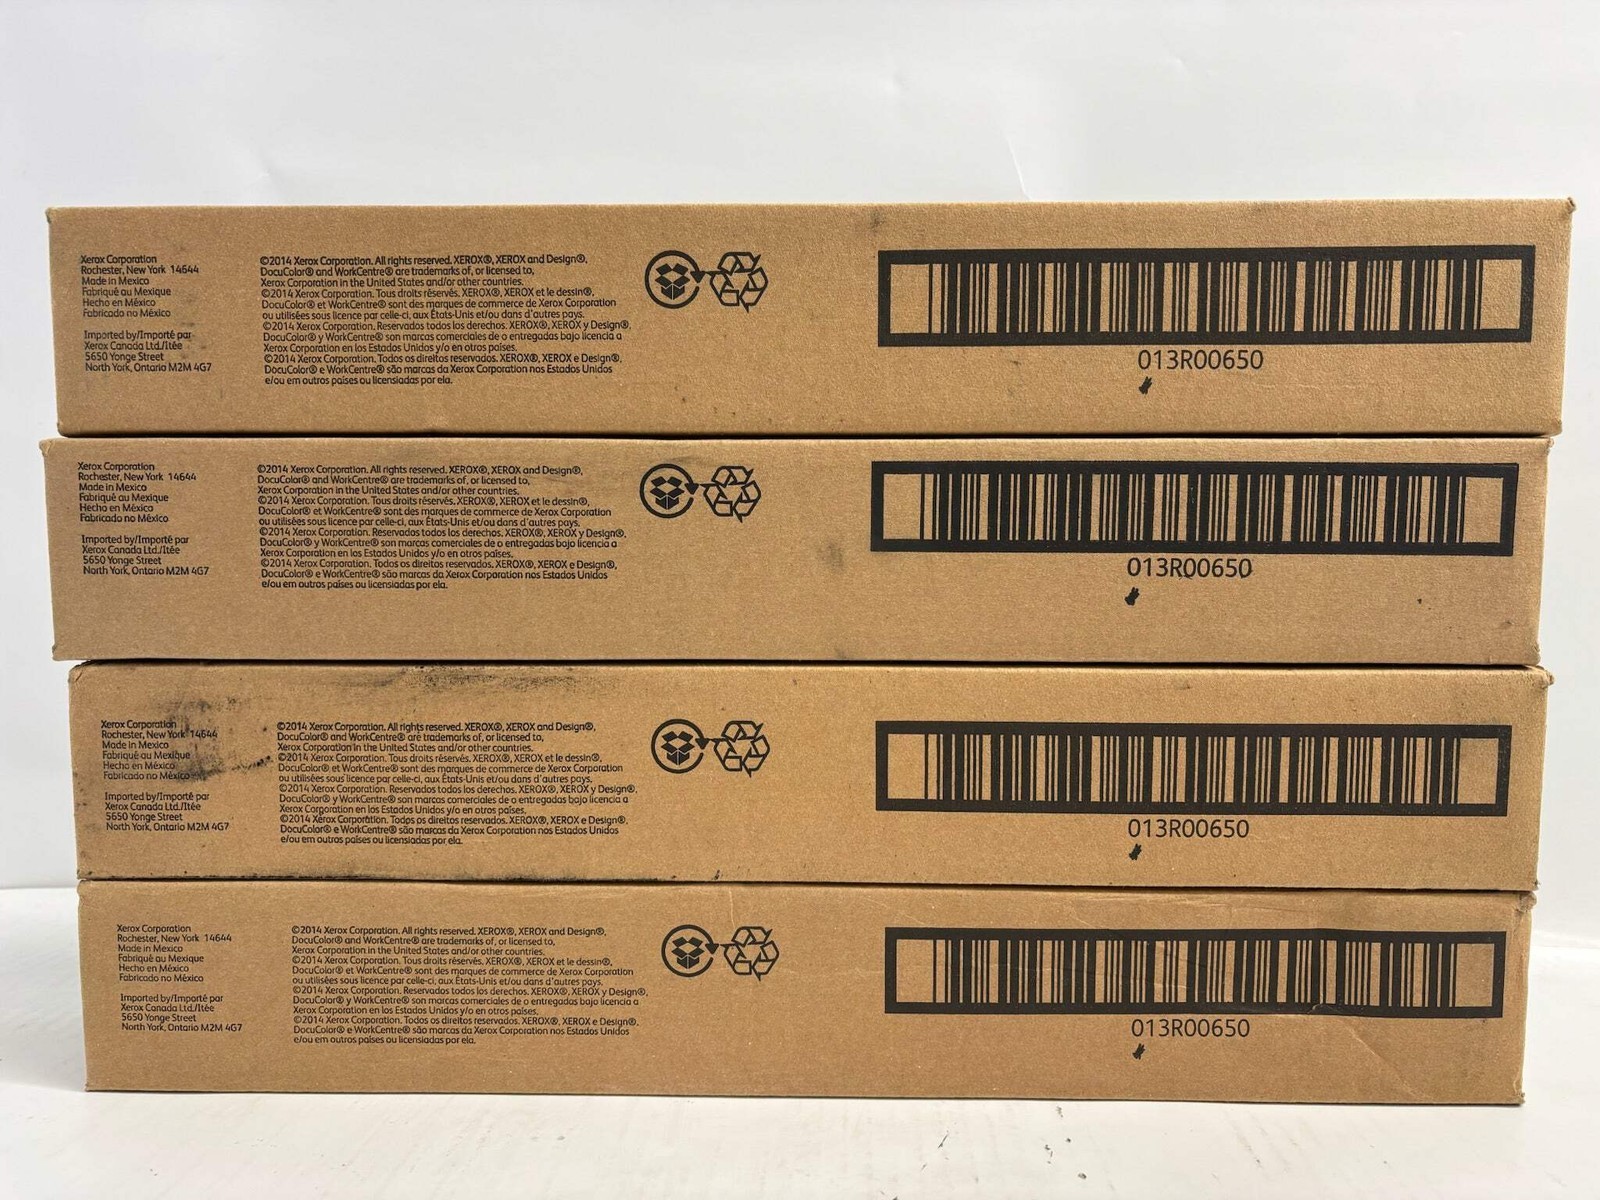 Xerox Corporation
Rochester, New York 14644
Made in Mexico
Fabriqué au Mexique
Hecho en México
Fabricado no México
Imported by/Importé par
Xerox Canada Ltd./ltée
5650 Yonge Street
North York, Ontario M2M 4G7
©2014 Xerox Corporation. All rights reserved. XEROX®, XEROX and Design®,
DocuColor® and WorkCentre® are trademarks of, or licensed to,
Xerox Corporation in the United States and/or other countries.
©2014 Xerox Corporation. Tous droits réservés. XEROX®, XEROX et le dessin®,
DocuColor® et WorkCentre® sont des marques de commerce de Xerox Corporation
ou utilisées sous licence par celle-ci, aux États-Unis et/ou dans d'autres pays.
©2014 Xerox Corporation. Reservados todos los derechos. XEROX®, XEROX y Design®,
DocuColor® y WorkCentre® son marcas comerciales de o entregadas bajo licencia a
Xerox Corporation en los Estados Unidos y/o en otros países.
©2014 Xerox Corporation. Todos os direitos reservados. XEROX®, XEROX e Design®,
DocuColor® e WorkCentre® são marcas da Xerox Corporation nos Estados Unidos
e/ou em outros países ou licensiadas por ela.
013R00650
Xerox Corporation
Rochester, New York 14644
Made in Mexico
Fabriqué au Mexique
Hecho en México
Fabricado no México
Imported by/Importé par
Xerox Canada Ltd./ltée
5650 Yonge Street
North York, Ontario M2M 4G7
©2014 Xerox Corporation. All rights reserved. XEROX®, XEROX and Design®,
DocuColor® and WorkCentre® are trademarks of, or licensed to,
Xerox Corporation in the United States and/or other countries.
©2014 Xerox Corporation. Tous droits réservés. XEROX®, XEROX et le dessin®,
DocuColor® et WorkCentre® sont des marques de commerce de Xerox Corporation
ou utilisées sous licence par celle-ci, aux États-Unis et/ou dans d'autres pays.
©2014 Xerox Corporation. Reservados todos los derechos. XEROX®, XEROX y Design®,
DocuColor® y WorkCentre® son marcas comerciales de o entregadas bajo licencia a
Xerox Corporation en los Estados Unidos y/o en otros países.
©2014 Xerox Corporation. Todos os direitos reservados. XEROX®, XEROX e Design®,
DocuColor® e WorkCentre® são marcas da Xerox Corporation nos Estados Unidos
e/ou em outros países ou licensiadas por ela.
013R00650
Xerox Corporation
Rochester, New York 14644
Made in Mexico
Fabriqué au Mexique
Hecho en México
Fabricado no México
Imported by/Importé par
Xerox Canada Ltd./ltée
5650 Yonge Street
North York, Ontario M2M 4G7
©2014 Xerox Corporation. All rights reserved. XEROX®, XEROX and Design®,
DocuColor® and WorkCentre® are trademarks of, or licensed to,
Xerox Corporation in the United States and/or other countries.
©2014 Xerox Corporation. Tous droits réservés. XEROX®, XEROX et le dessin®,
DocuColor® et WorkCentre® sont des marques de commerce de Xerox Corporation
ou utilisées sous licence par celle-ci, aux États-Unis et/ou dans d'autres pays.
©2014 Xerox Corporation. Reservados todos los derechos. XEROX®, XEROX y Design®,
DocuColor® y WorkCentre® son marcas comerciales de o entregadas bajo licencia a
Xerox Corporation en los Estados Unidos y/o en otros países.
©2014 Xerox Corporation. Todos os direitos reservados. XEROX®, XEROX e Design®,
DocuColor® e WorkCentre® são marcas da Xerox Corporation nos Estados Unidos
e/ou em outros países ou licensiadas por ela.
013R00650
Xerox Corporation
Rochester, New York 14644
Made in Mexico
Fabriqué au Mexique
Hecho en México
Fabricado no México
Imported by/Importé par
Xerox Canada Ltd./ltée
5650 Yonge Street
North York, Ontario M2M 4G7
©2014 Xerox Corporation. All rights reserved. XEROX®, XEROX and Design®,
DocuColor® and WorkCentre® are trademarks of, or licensed to,
Xerox Corporation in the United States and/or other countries.
©2014 Xerox Corporation. Tous droits réservés. XEROX®, XEROX et le dessin®,
DocuColor® et WorkCentre® sont des marques de commerce de Xerox Corporation
ou utilisées sous licence par celle-ci, aux États-Unis et/ou dans d'autres pays.
©2014 Xerox Corporation. Reservados todos los derechos. XEROX®, XEROX y Design®,
DocuColor® y WorkCentre® son marcas comerciales de o entregadas bajo licencia a
Xerox Corporation en los Estados Unidos y/o en otros países.
©2014 Xerox Corporation. Todos os direitos reservados. XEROX®, XEROX e Design®,
DocuColor® e WorkCentre® são marcas da Xerox Corporation nos Estados Unidos
e/ou em outros países ou licensiadas por ela.
013R00650